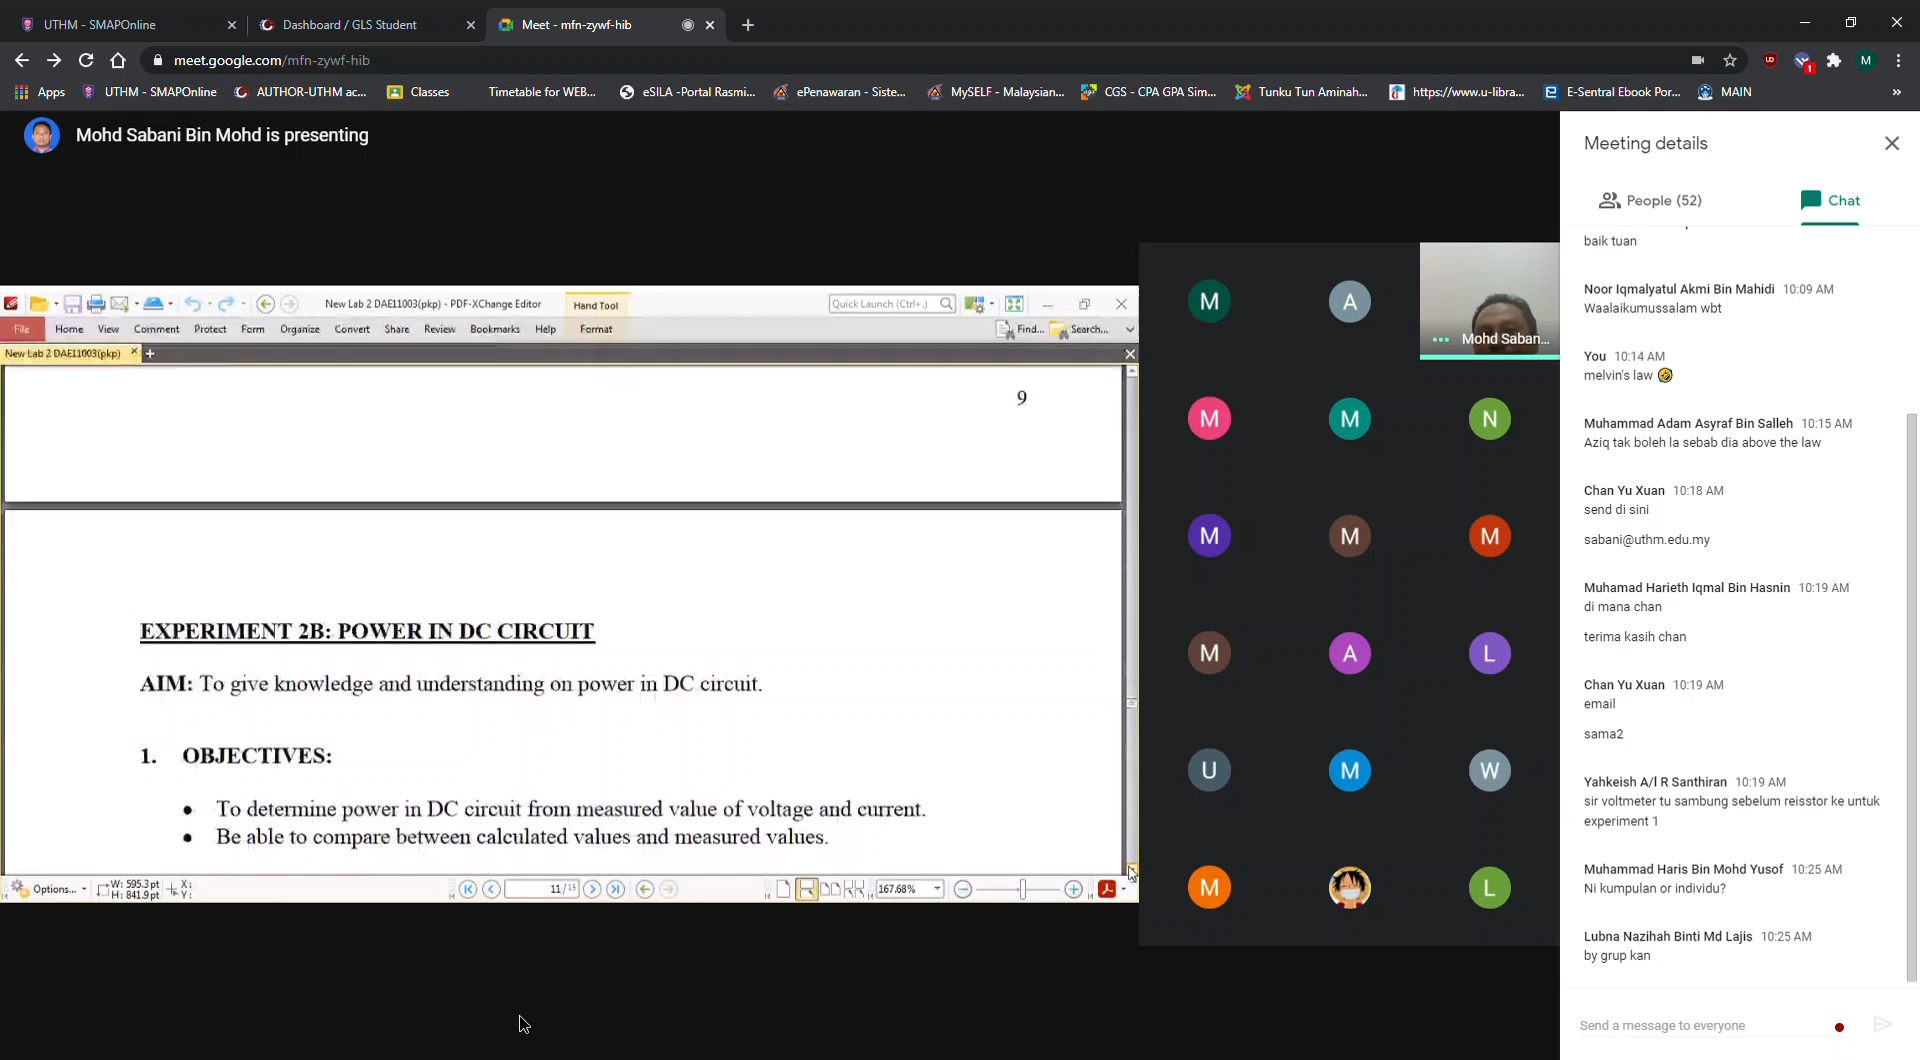 UTHM - SMAPOnline
Dashboard / GLS Student
Meet - mfn-zywf-hib
meet.google.com/mfn-zywf-hib
UD
1
M
Apps
UTHM - SMAPOnline
AUTHOR-UTHM ac...
Classes
Timetable for WEB...
eSILA -Portal Rasmi...
ePenawaran - Siste...
MySELF - Malaysian...
CGS - CPA GPA Sim...
Tunku Tun Aminah...
https://www.u-libra...
E-Sentral Ebook Por...
MAIN
»
Mohd Sabani Bin Mohd is presenting
New Lab 2 DAE11003(pkp) - PDF-XChange Editor
Hand Tool
Quick Launch (Ctrl+.)
File
Home
View
Comment
Protect
Form
Organize
Convert
Share
Review
Bookmarks
Help
Format
Find...
Search...
New Lab 2 DAE11003(pkp)
9
EXPERIMENT 2B: POWER IN DC CIRCUIT
AIM: To give knowledge and understanding on power in DC circuit.
1. OBJECTIVES:
• To determine power in DC circuit from measured value of voltage and current.
• Be able to compare between calculated values and measured values.
Options...
W: 595.3pt
H: 841.9pt
X:
Y:
11/15
167.68%
M
A
Mohd Saban...
M
M
N
M
M
M
M
A
L
U
M
W
M
L
Meeting details
People (52)
Chat
baik tuan
Noor Iqmalyatul Akmi Bin Mahidi 10:09 AM
Waalaikumussalam wbt
You 10:14 AM
melvin's law 🤣
Muhammad Adam Asyraf Bin Salleh 10:15 AM
Aziq tak boleh la sebab dia above the law
Chan Yu Xuan 10:18 AM
send di sini
sabani@uthm.edu.my
Muhamad Harieth Iqmal Bin Hasnin 10:19 AM
di mana chan
terima kasih chan
Chan Yu Xuan 10:19 AM
email
sama2
Yahkeish A/l R Santhiran 10:19 AM
sir voltmeter tu sambung sebelum reisstor ke untuk
experiment 1
Muhammad Haris Bin Mohd Yusof 10:25 AM
Ni kumpulan or individu?
Lubna Nazihah Binti Md Lajis 10:25 AM
by grup kan
Send a message to everyone